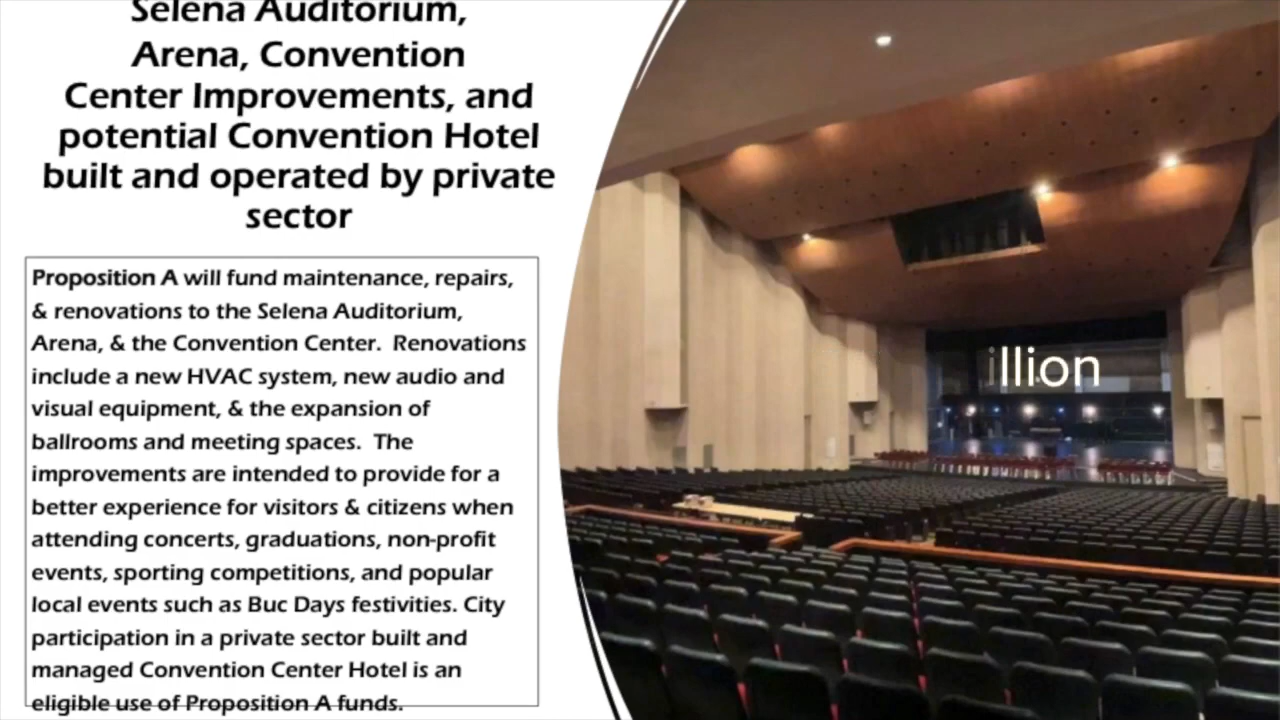 Selena Auditorium,
Arena, Convention
Center Improvements, and
potential Convention Hotel
built and operated by private
sector
Proposition A will fund maintenance, repairs,
& renovations to the Selena Auditorium,
Arena, & the Convention Center. Renovations
include a new HVAC system, new audio and
visual equipment, & the expansion of
ballrooms and meeting spaces. The
improvements are intended to provide for a
better experience for visitors & citizens when
attending concerts, graduations, non-profit
events, sporting competitions, and popular
local events such as Buc Days festivities. City
participation in a private sector built and
managed Convention Center Hotel is an
eligible use of Proposition A funds.
illion